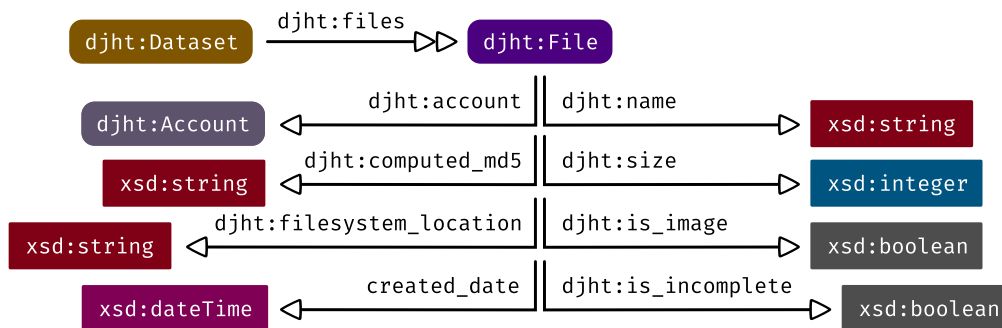 djht:files
djht:Dataset djht:File
djht:account djht:name
djht:Account xsd:string
djht:computed_md5 djht:size
xsd:string xsd:integer
djht:filesystem_location djht:is_image
xsd:string xsd:boolean
created_date djht:is_incomplete
xsd:dateTime xsd:boolean